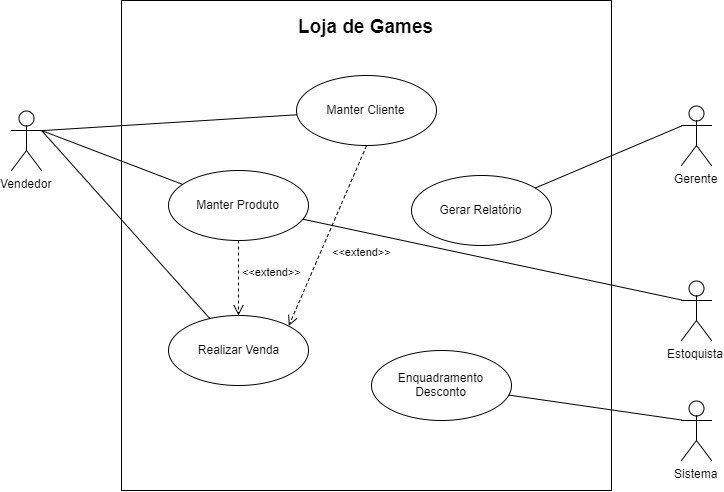 Loja de Games
Manter Cliente
Vendedor
Manter Produto
Gerar Relatório
Gerente
<<extend>>
<<extend>>
Realizar Venda
Estoquista
Enquadramento
Desconto
Sistema